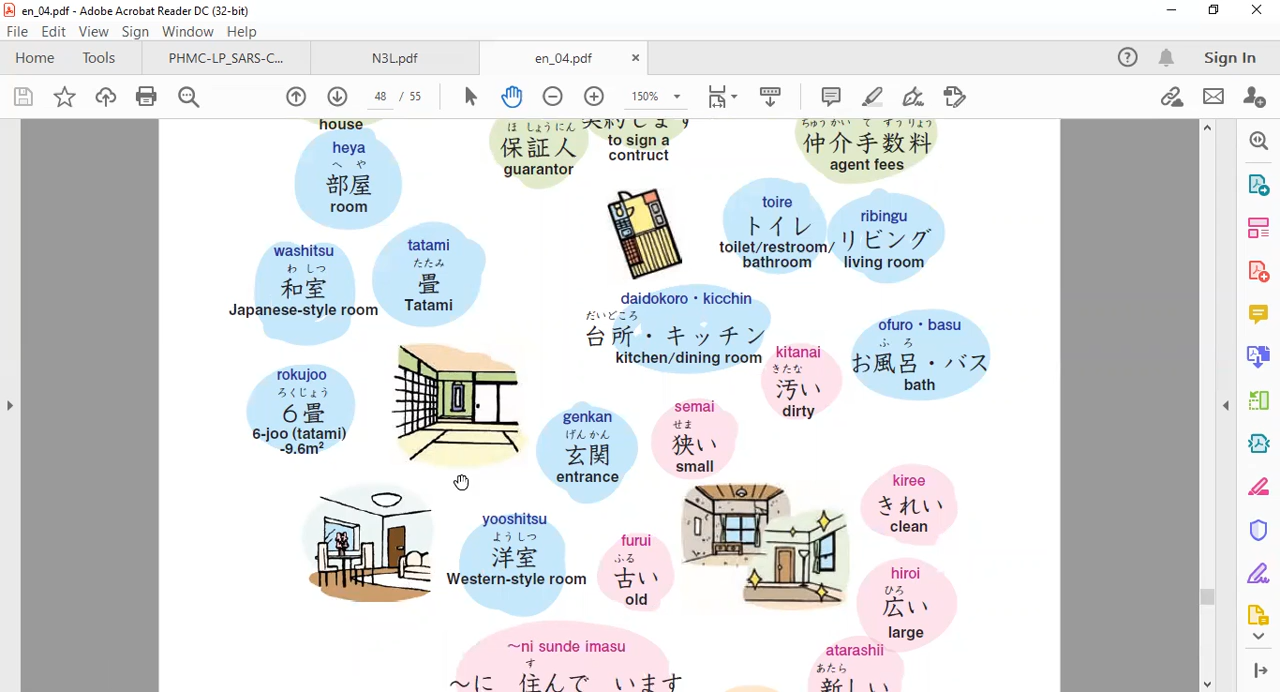 en_04.pdf - Adobe Acrobat Reader DC (32-bit)
File Edit View Sign Window Help
Home Tools PHMC-LP_SARS-C... N3L.pdf en_04.pdf × Sign In
48 / 55 150%
house
heya
へ や
部屋
room
ほ しょうにん
保証人
guarantor
契約します
to sign a
contruct
ちゅう かい て すう りょう
仲介手数料
agent fees
washitsu
わ しつ
和室
Japanese-style room
tatami
たたみ
畳
Tatami
toire
トイレ
toilet/restroom/
bathroom
ribingu
リビング
living room
daidokoro・kicchin
だいどころ
台所・キッチン
kitchen/dining room
kitanai
きたな
汚い
dirty
ofuro・basu
ふ ろ
お風呂・バス
bath
rokujoo
ろくじょう
6畳
6-joo (tatami)
-9.6m²
genkan
げんかん
玄関
entrance
semai
せま
狭い
small
kiree
きれい
clean
yooshitsu
ようしつ
洋室
Western-style room
furui
ふる
古い
old
hiroi
ひろ
広い
large
～ni sunde imasu
す
～に 住んで います
atarashii
あたら
新しい